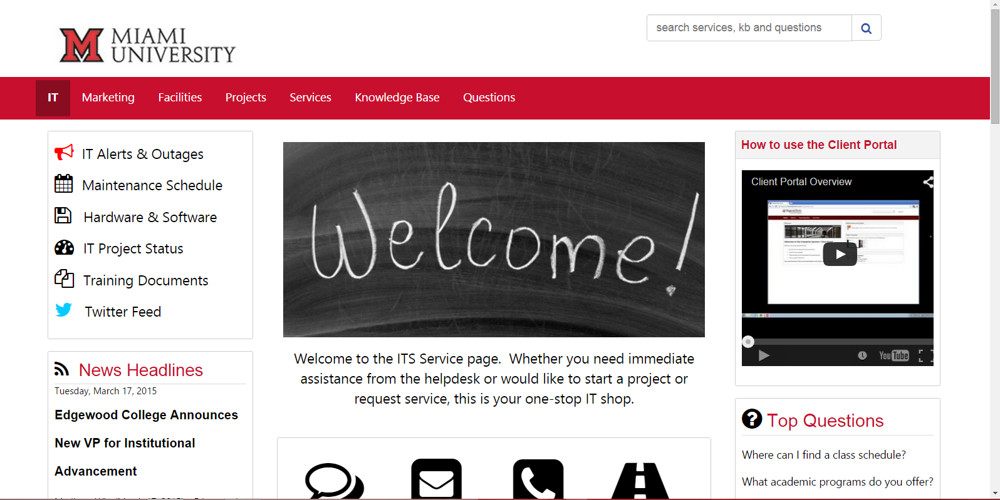 MIAMI
UNIVERSITY
search services, kb and questions
IT Marketing Facilities Projects Services Knowledge Base Questions
IT Alerts & Outages
Maintenance Schedule
Hardware & Software
IT Project Status
Training Documents
Twitter Feed
News Headlines
Tuesday, March 17, 2015
Edgewood College Announces
New VP for Institutional
Advancement
Welcome!
Welcome to the ITS Service page.  Whether you need immediate
assistance from the helpdesk or would like to start a project or
request service, this is your one-stop IT shop.
How to use the Client Portal
Client Portal Overview
YouTube
Top Questions
Where can I find a class schedule?
What academic programs do you offer?